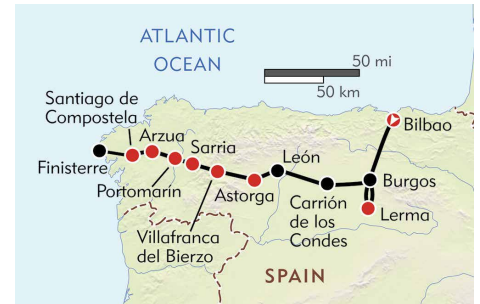 ATLANTIC
OCEAN
50 mi
50 km
Santiago de
Compostela
Arzua
Sarria
León
Bilbao
Finisterre
Portomarín
Astorga
Burgos
Carrión
de los
Condes
Lerma
Villafranca
del Bierzo
SPAIN